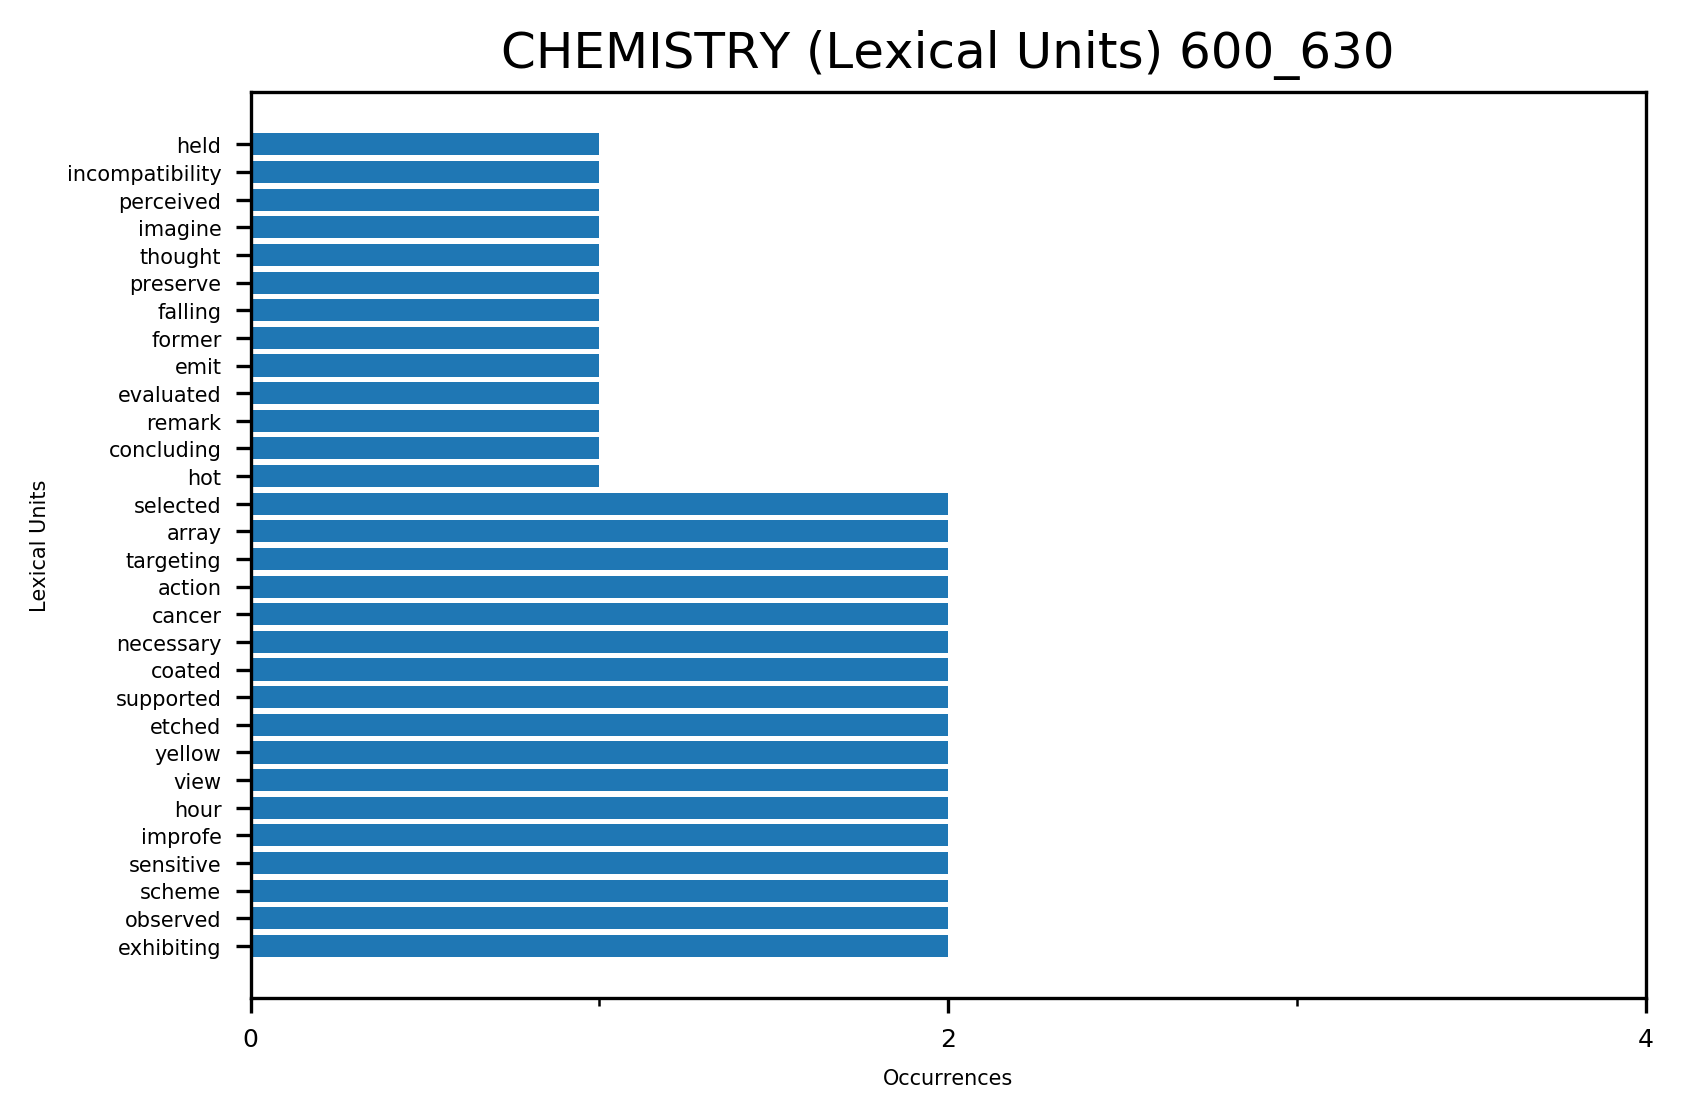 CHEMISTRY (Lexical Units) 600_630
held
incompatibility
perceived
imagine
thought
preserve
falling
former
emit
evaluated
remark
concluding
hot
selected
array
targeting
action
cancer
necessary
coated
supported
etched
yellow
view
hour
improfe
sensitive
scheme
observed
exhibiting
Lexical Units
0 2 4
Occurrences